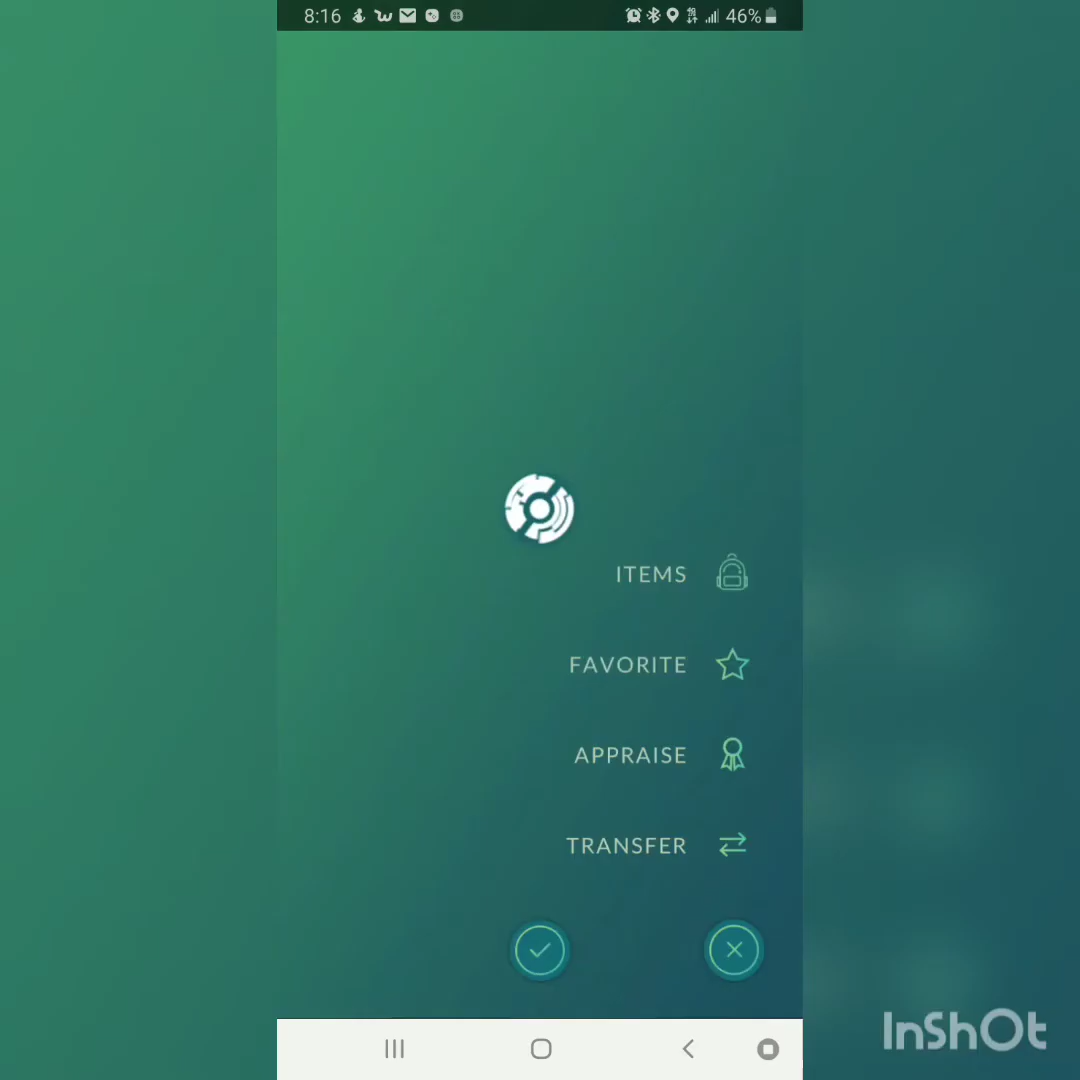 8:16 46%
ITEMS
FAVORITE
APPRAISE
TRANSFER
InShOt